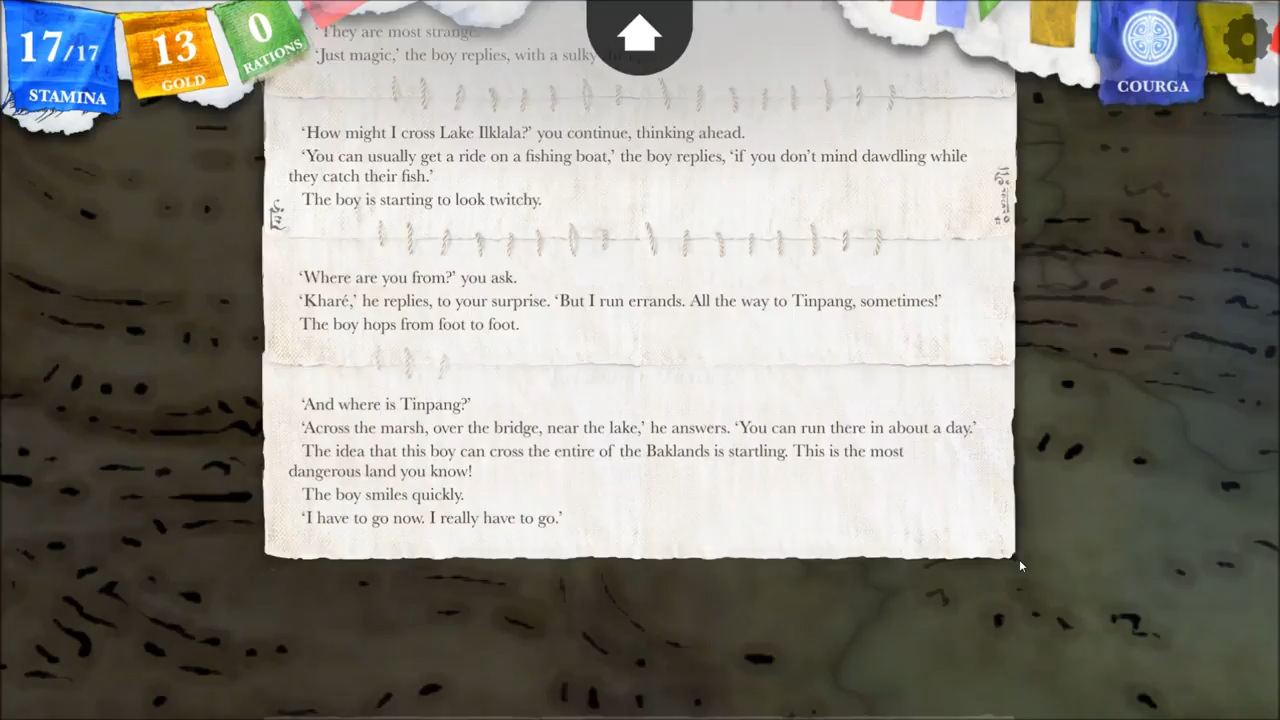 17/17
STAMINA
13
GOLD
0
RATIONS
COURGA
‘They are most strange.
‘Just magic,’ the boy replies, with a sulky
‘How might I cross Lake Ilklala?’ you continue, thinking ahead.
‘You can usually get a ride on a fishing boat,’ the boy replies, ‘if you don’t mind dawdling while
they catch their fish.’
The boy is starting to look twitchy.
‘Where are you from?’ you ask.
‘Kharé,’ he replies, to your surprise. ‘But I run errands. All the way to Tinpang, sometimes!’
The boy hops from foot to foot.
‘And where is Tinpang?’
‘Across the marsh, over the bridge, near the lake,’ he answers. ‘You can run there in about a day.’
The idea that this boy can cross the entire of the Baklands is startling. This is the most
dangerous land you know!
The boy smiles quickly.
‘I have to go now. I really have to go.’